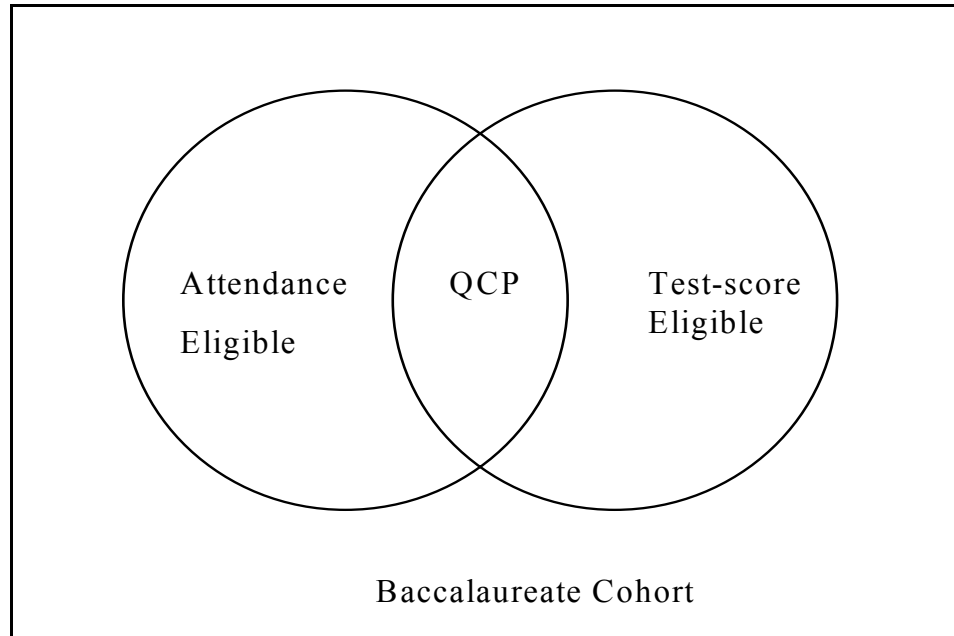 Attendance
Eligible
QCP
Test-score
Eligible
Baccalaureate Cohort